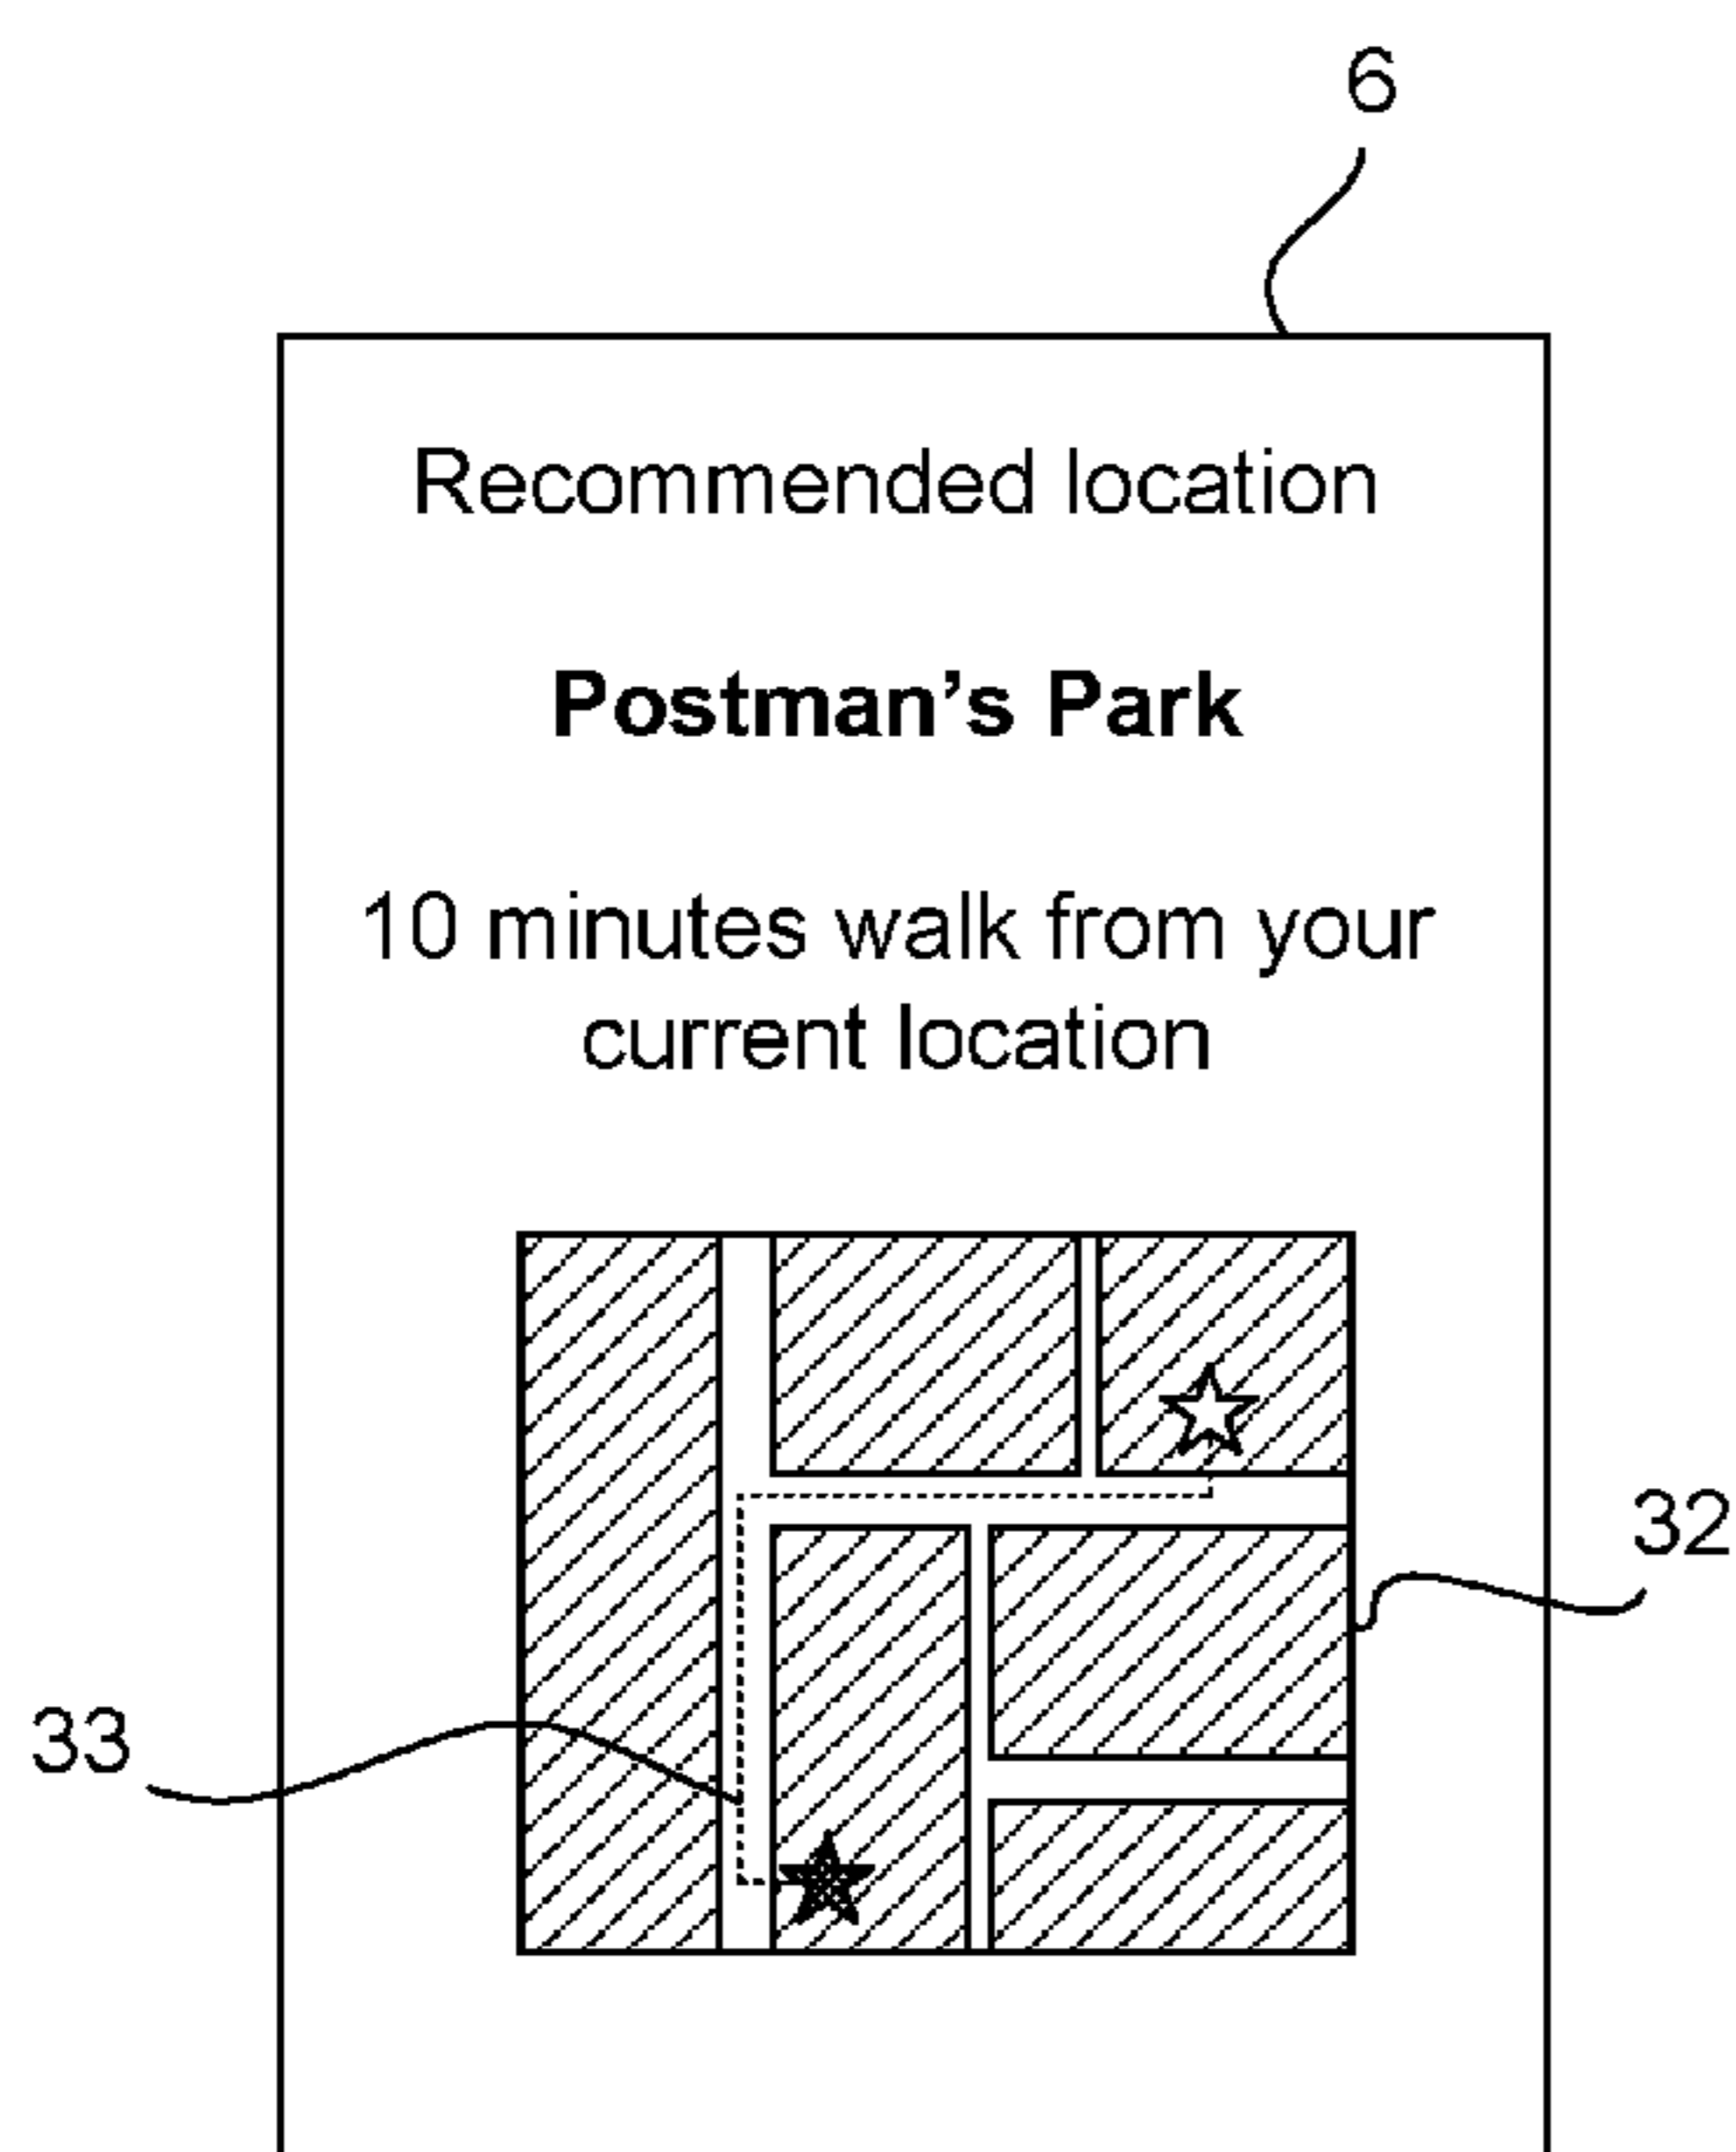 6
Recommended location
Postman's Park
10 minutes walk from your
current location
32
33